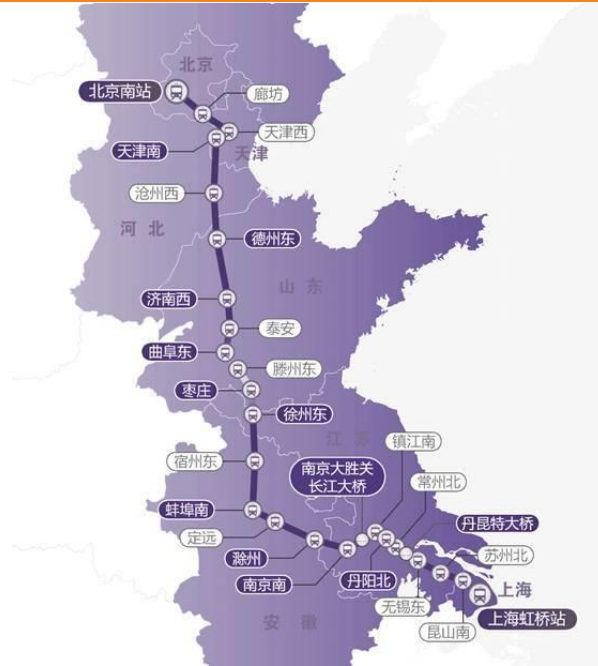 北京
北京南站
廊坊
天津西
天津南
天津
沧州西
河北
德州东
济南西
山东
泰安
曲阜东
滕州东
枣庄
徐州东
江苏
镇江南
宿州东
南京大胜关
长江大桥
常州北
蚌埠南
丹昆特大桥
定远
苏州北
滁州
南京南
丹阳北
上海
无锡东
上海虹桥站
安徽
昆山南